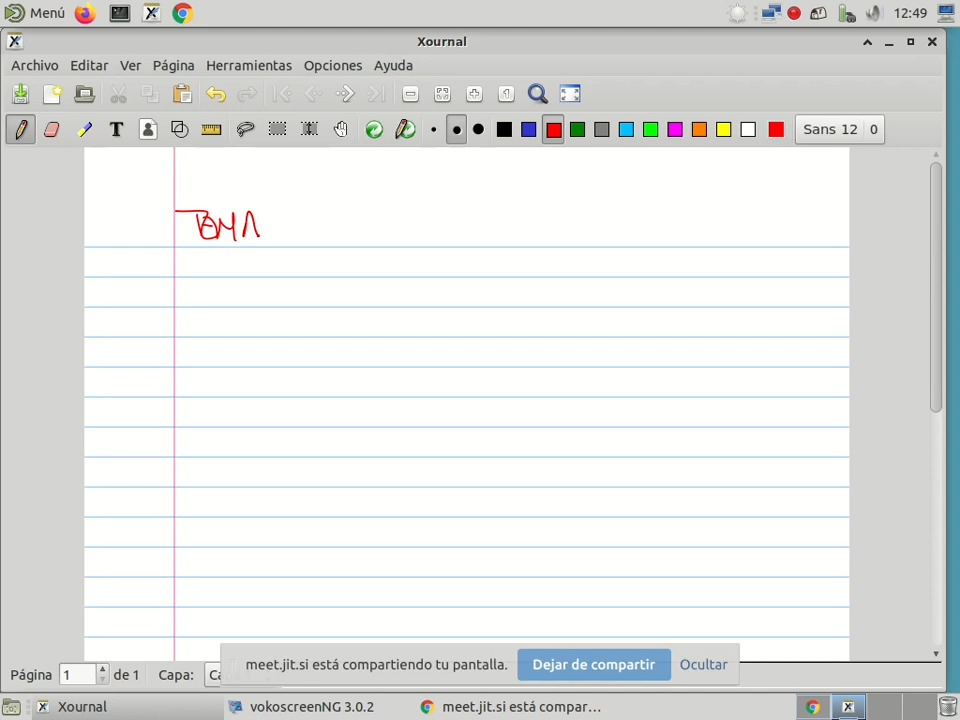 Menú
12:49
Xournal
Archivo Editar Ver Página Herramientas Opciones Ayuda
Sans 12 0
TEMA
Página 1 de 1 Capa:
meet.jit.si está compartiendo tu pantalla. Dejar de compartir Ocultar
Xournal vokoscreenNG 3.0.2 meet.jit.si está compar…